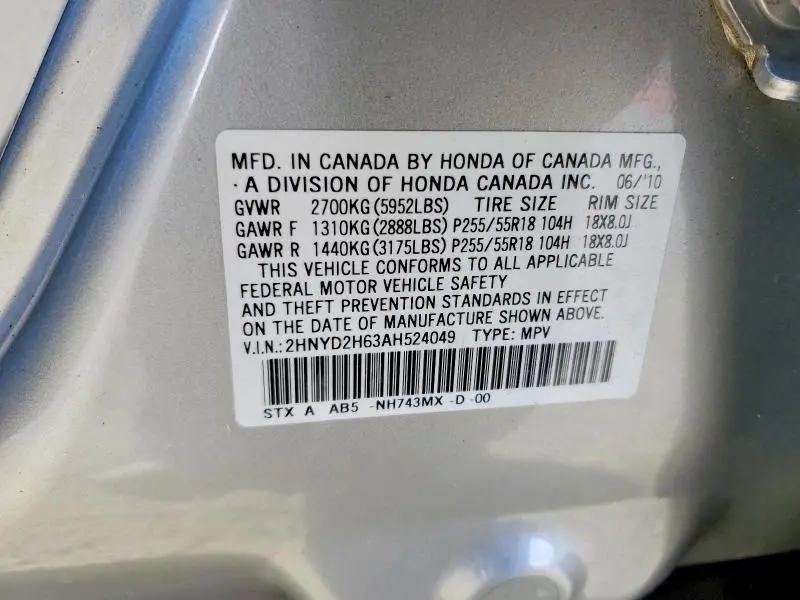 MFD. IN CANADA BY HONDA OF CANADA MFG.,
· A DIVISION OF HONDA CANADA INC. 06/'10
GVWR 2700KG (5952LBS) TIRE SIZE RIM SIZE
GAWR F 1310KG (2888LBS) P255/55R18 104H 18X8.0J
GAWR R 1440KG (3175LBS) P255/55R18 104H 18X8.0J
THIS VEHICLE CONFORMS TO ALL APPLICABLE
FEDERAL MOTOR VEHICLE SAFETY
AND THEFT PREVENTION STANDARDS IN EFFECT
ON THE DATE OF MANUFACTURE SHOWN ABOVE.
V.I.N.: 2HNYD2H63AH524049 TYPE: MPV
STX A AB5 -NH743MX -D -00